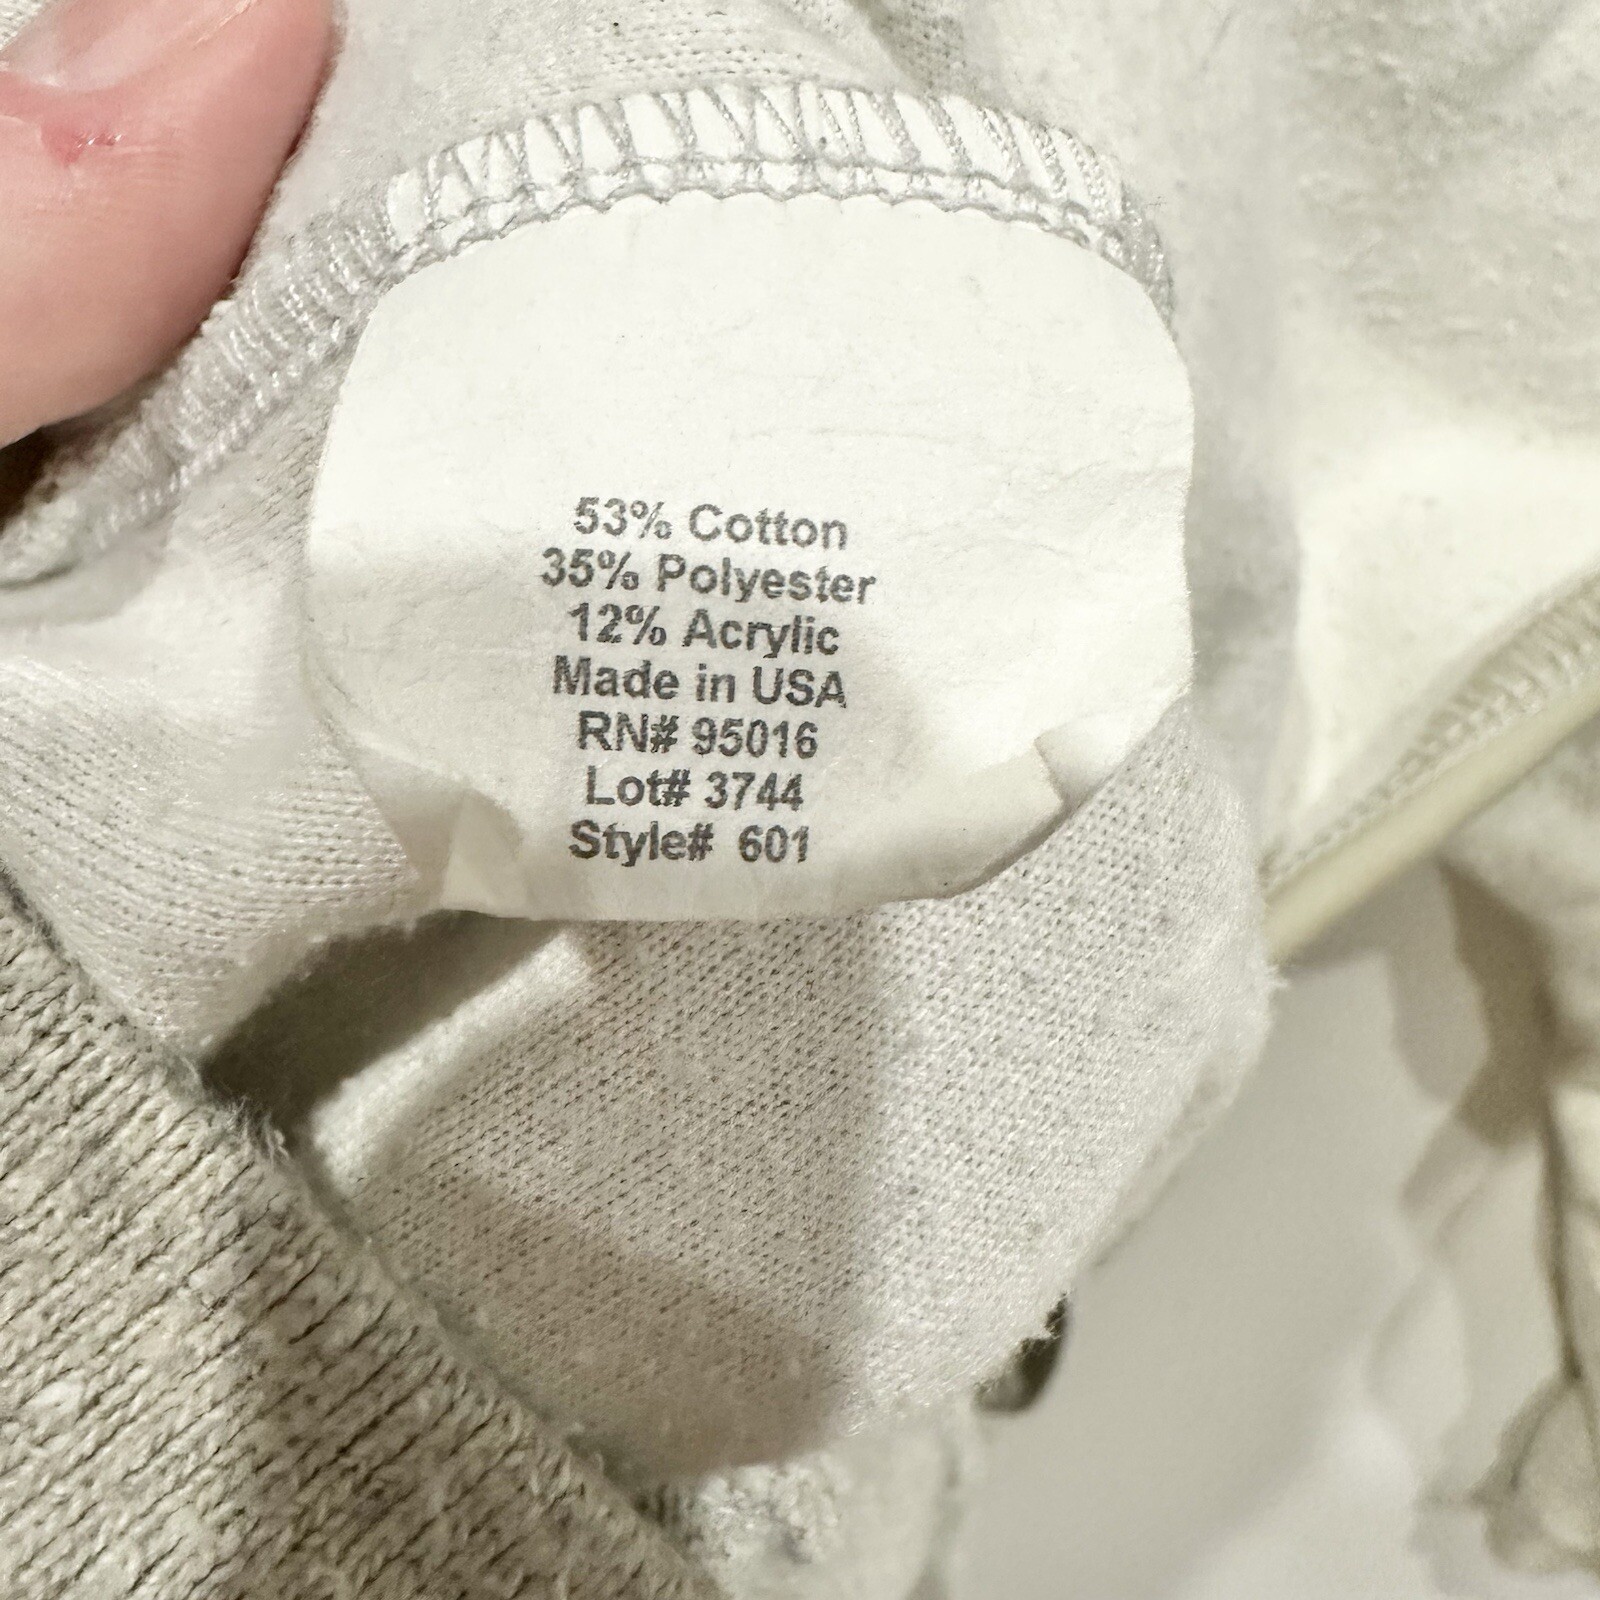 53% Cotton
35% Polyester
12% Acrylic
Made in USA
RN# 95016
Lot# 3744
Style# 601